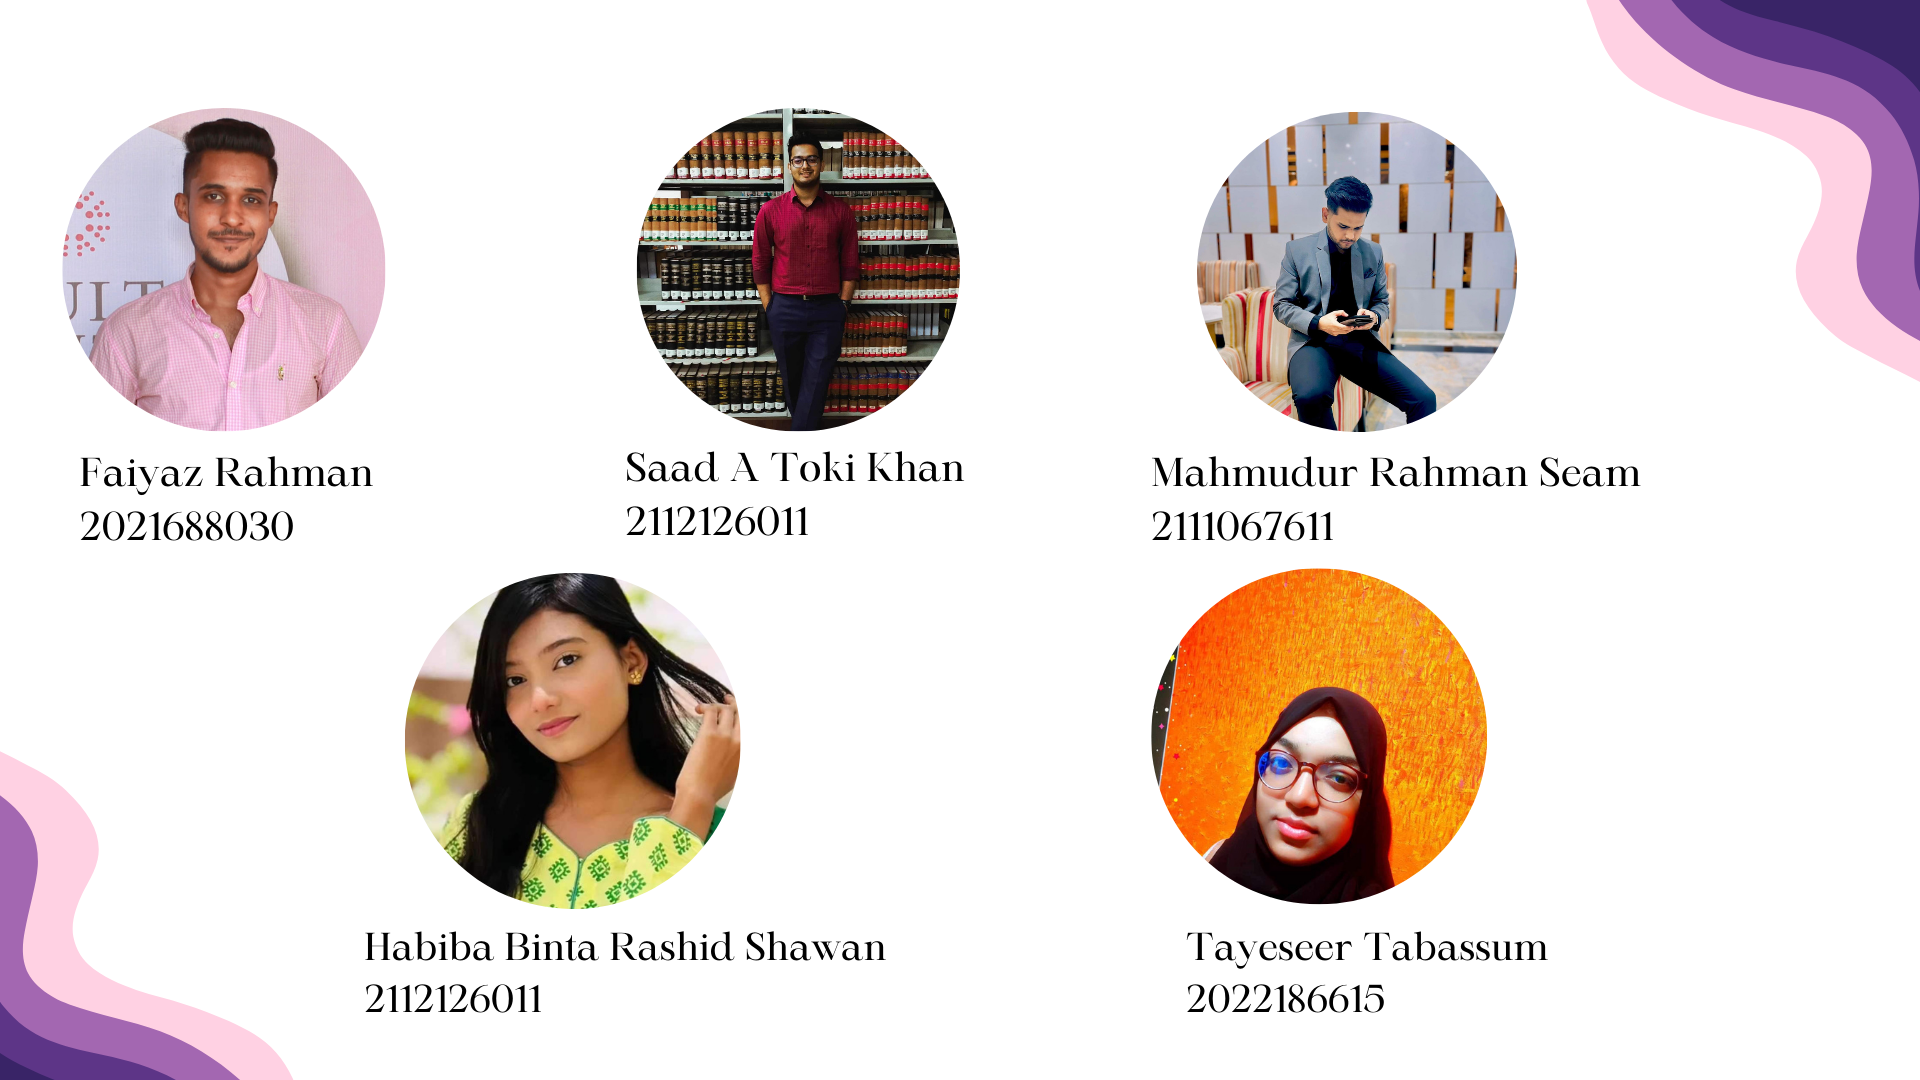 Faiyaz Rahman
2021688030
Saad A Toki Khan
2112126011
Mahmudur Rahman Seam
2111067611
Habiba Binta Rashid Shawan
2112126011
Tayeseer Tabassum
2022186615